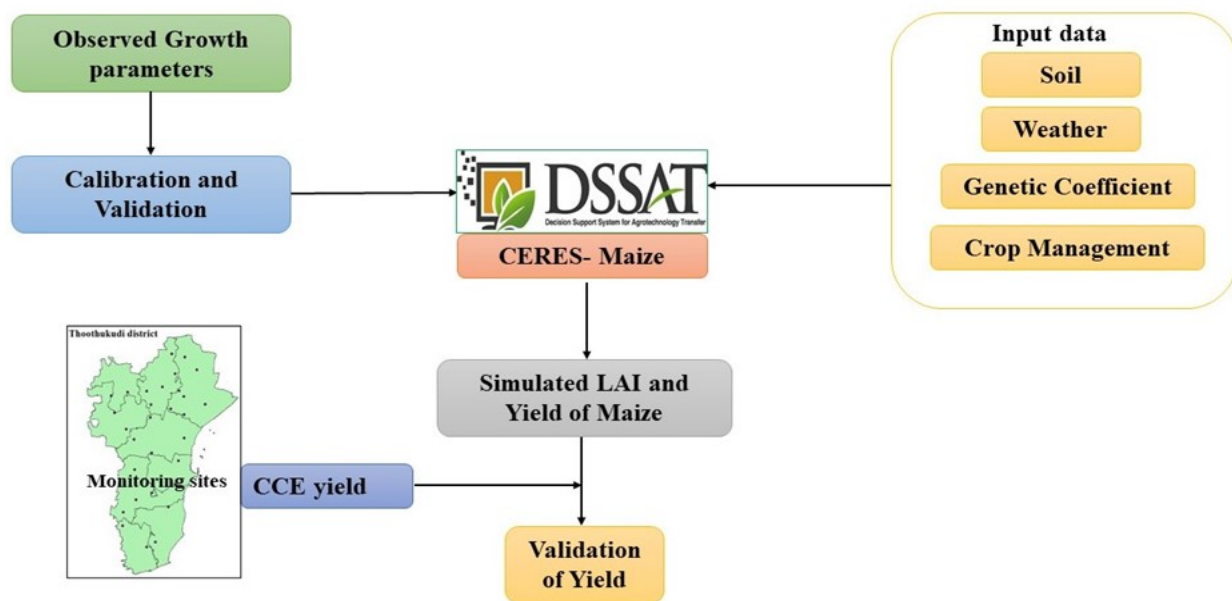 Observed Growth
parameters
Calibration and
Validation
DSSAT
Decision Support System for Agrotechnology Transfer
CERES- Maize
Input data
Soil
Weather
Genetic Coefficient
Crop Management
Simulated LAI and
Yield of Maize
Thoothukudi district
Monitoring sites
CCE yield
Validation
of Yield